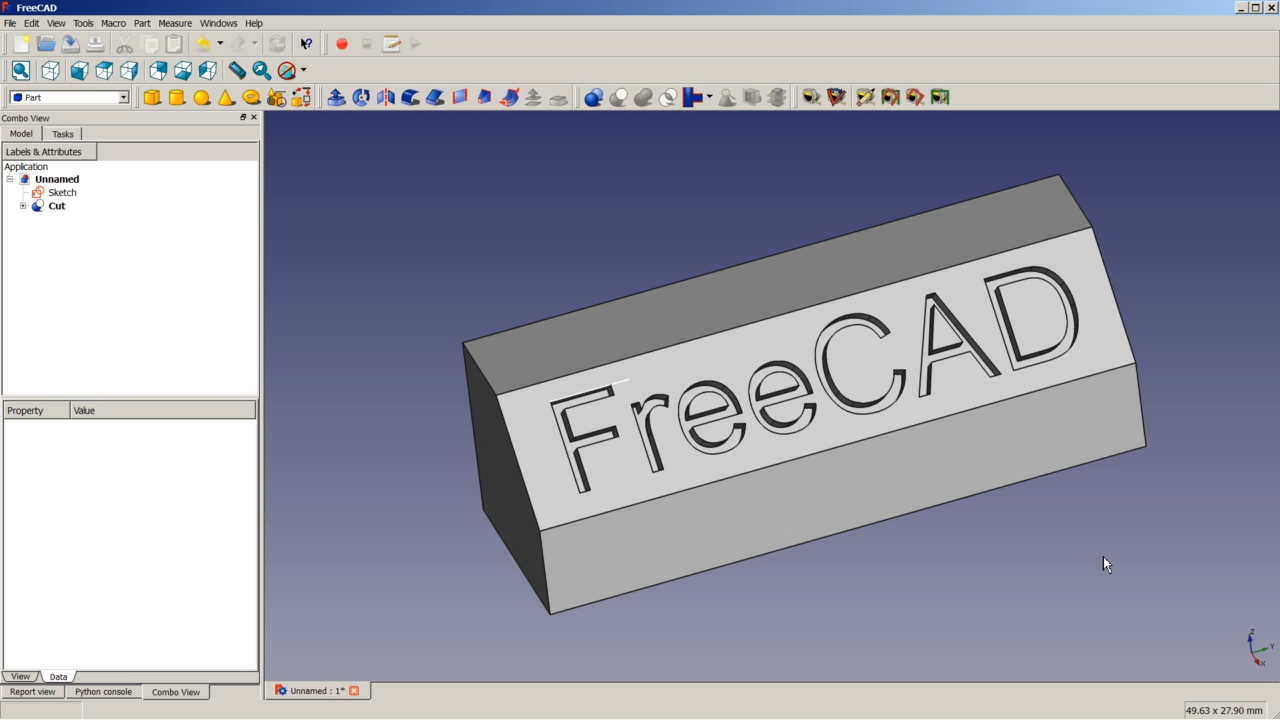 FreeCAD
File Edit View Tools Macro Part Measure Windows Help
Part
Combo View
Model Tasks
Labels & Attributes
Application
Unnamed
Sketch
Cut
FreeCAD
Property Value
View Data
Report view Python console Combo View
Unnamed : 1*
Z
Y
X
49.63 x 27.90 mm